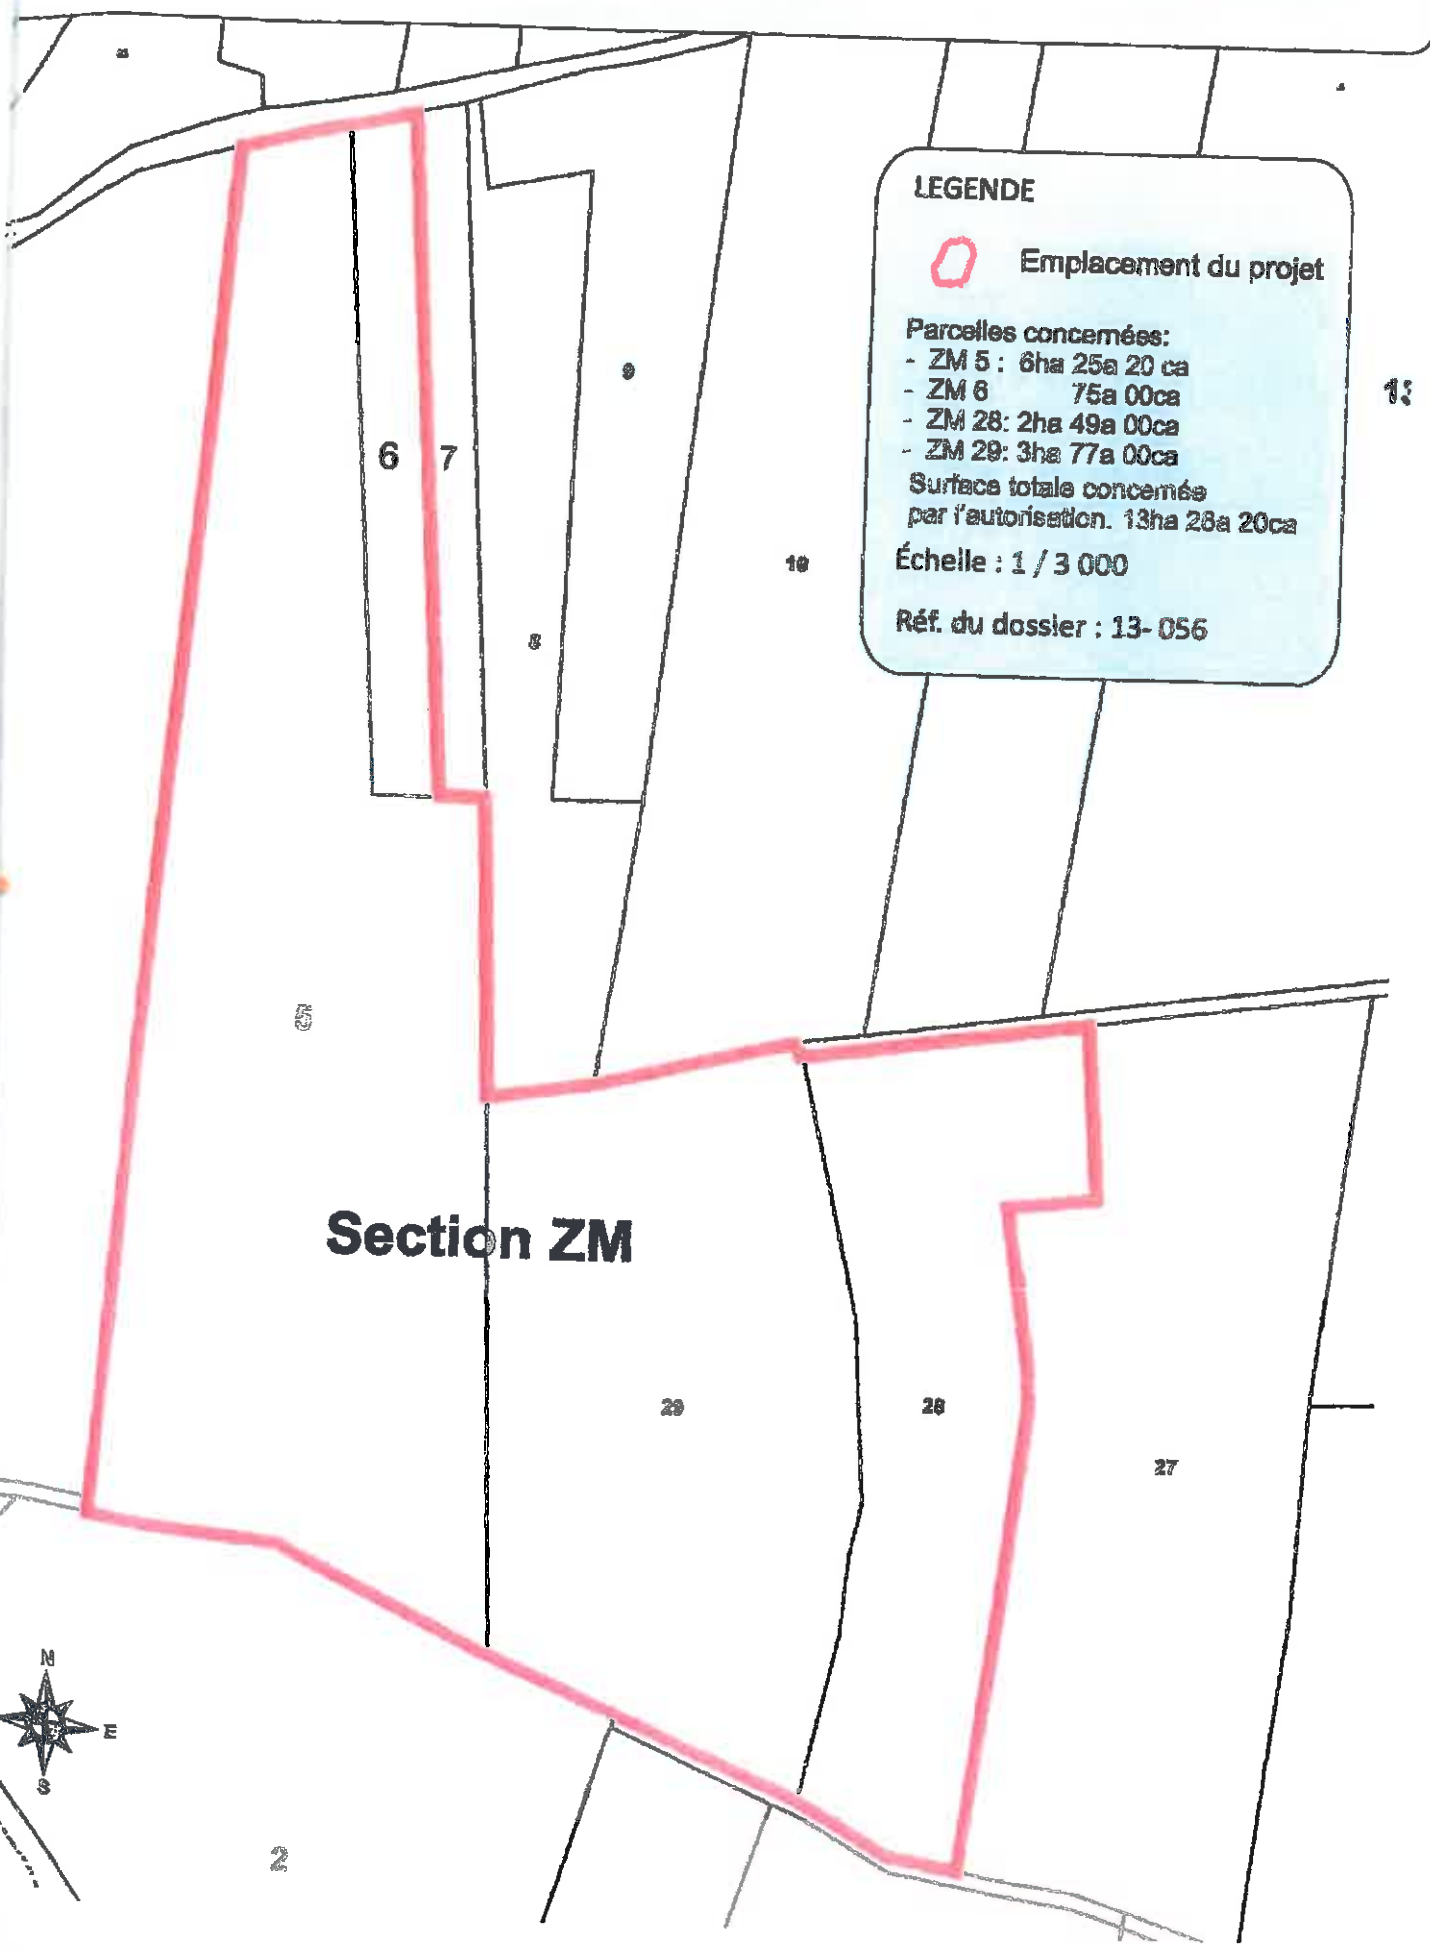 LEGENDE
Emplacement du projet
Parcelles concernées:
- ZM 5 : 6ha 25a 20 ca
- ZM 6 75a 00ca
- ZM 28: 2ha 49a 00ca
- ZM 29: 3ha 77a 00ca
Surface totale concernée
par l'autorisation. 13ha 26a 20ca
Échelle : 1 / 3 000
Réf. du dossier : 13- 056
9
6
7
10
8
5
Section ZM
29
28
27
N
E
S
2